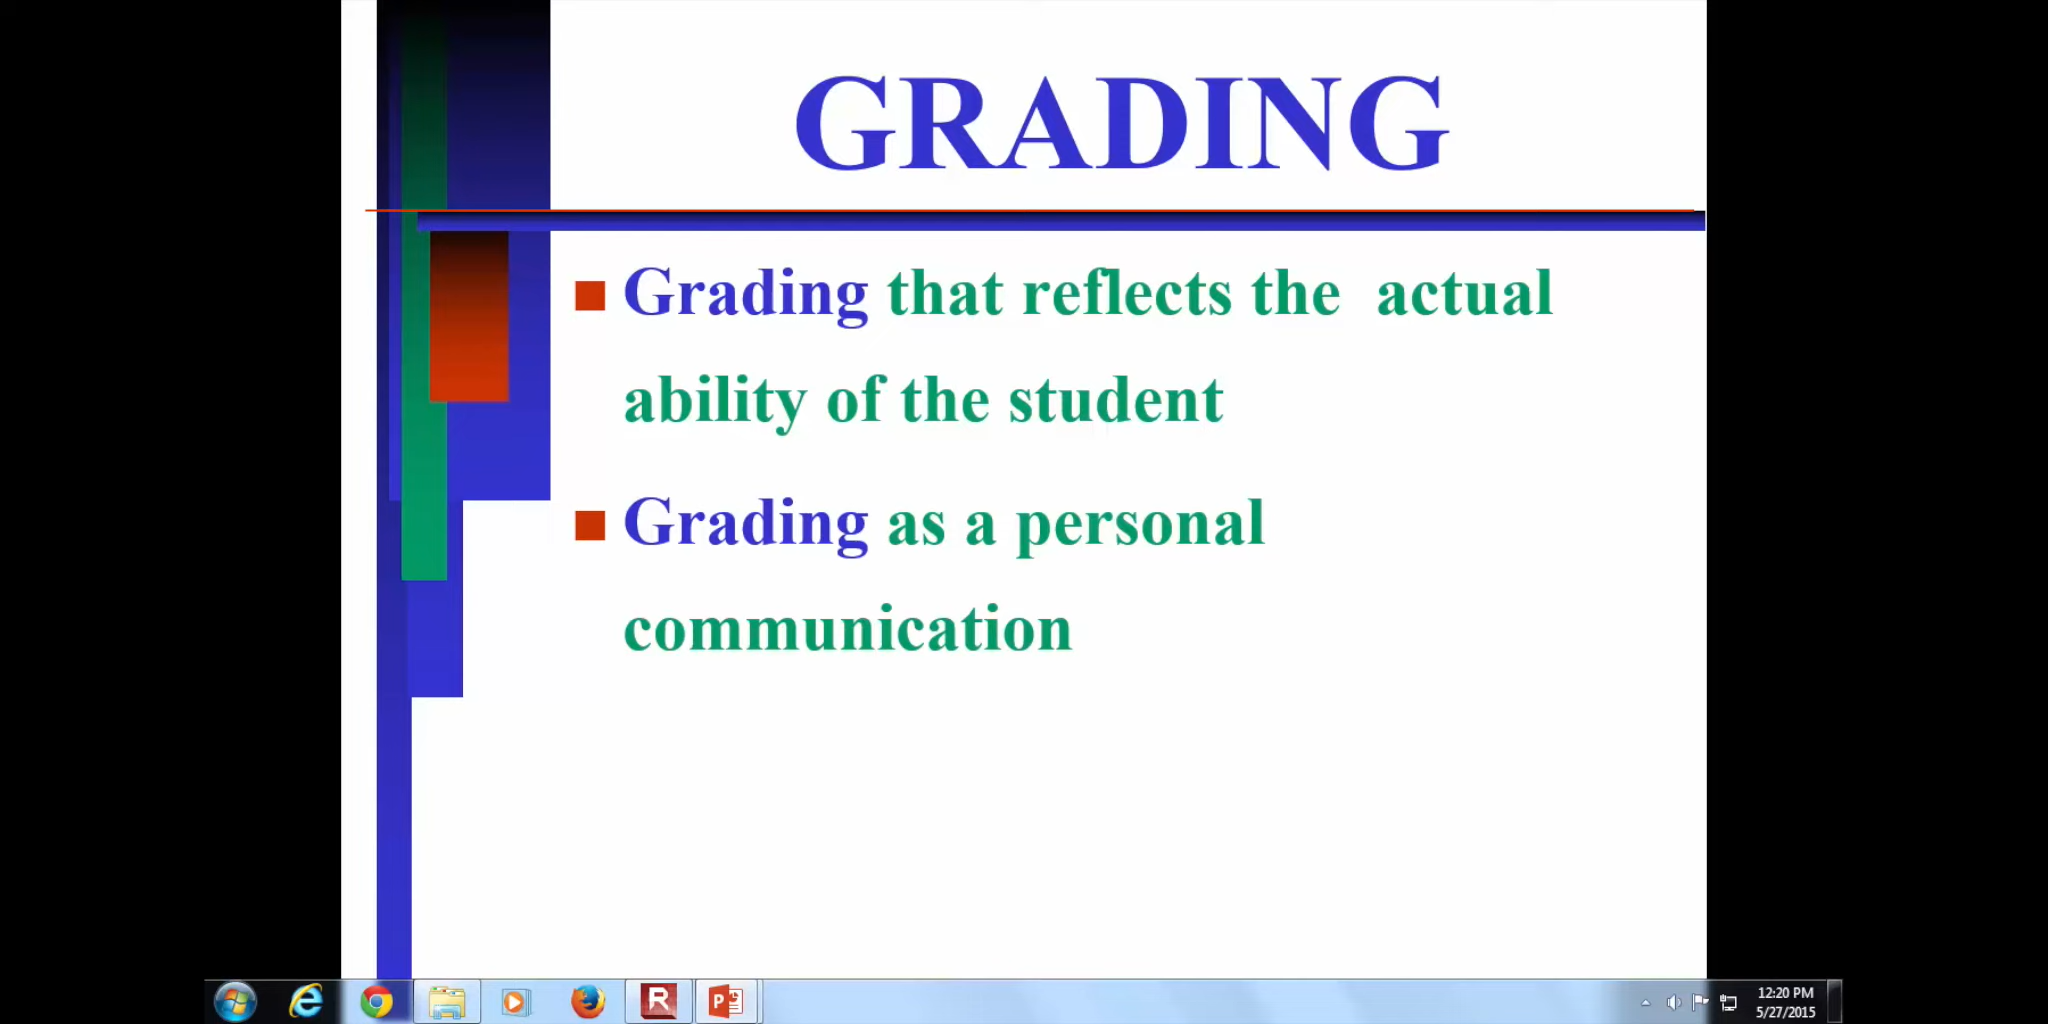 GRADING
Grading that reflects the actual
ability of the student
Grading as a personal
communication
12:20 PM
5/27/2015